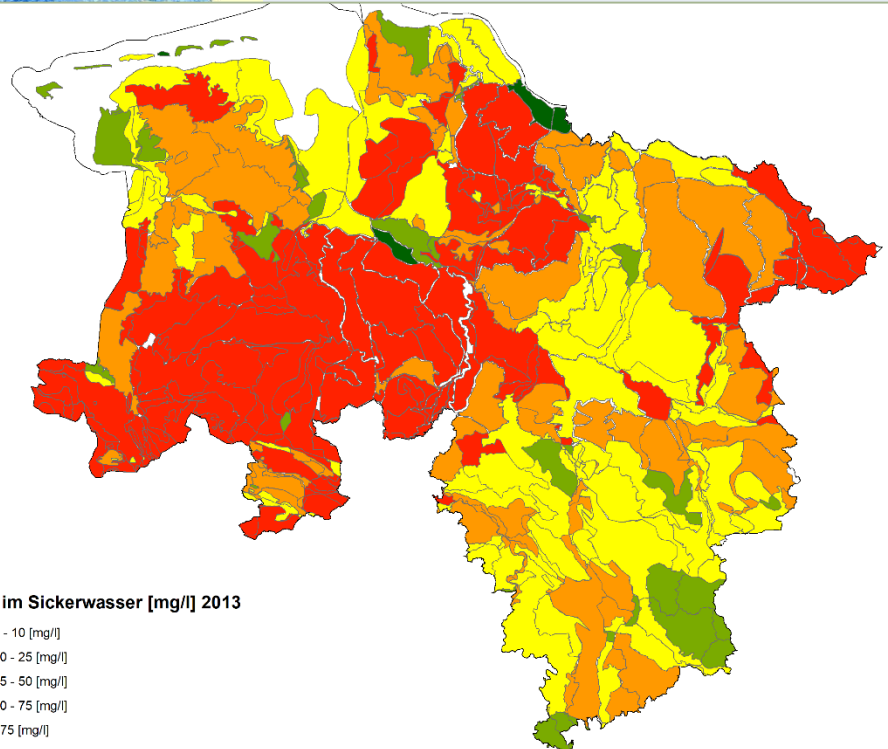 im Sickerwasser [mg/l] 2013
- 10 [mg/l]
0 - 25 [mg/l]
5 - 50 [mg/l]
0 - 75 [mg/l]
75 [mg/l]